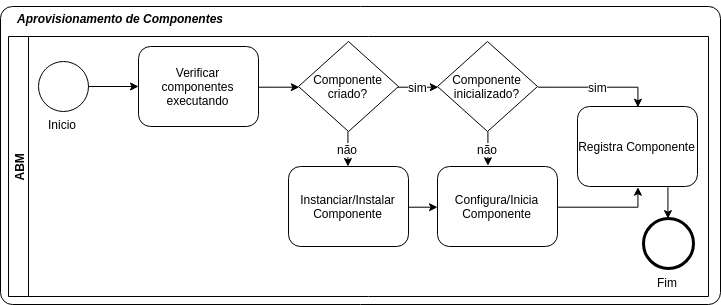 Aprovisionamento de Componentes
ABM
Inicio
Verificar
componentes
executando
Componente
criado?
sim
Componente
inicializado?
sim
não
não
Registra Componente
Instanciar/Instalar
Componente
Configura/Inicia
Componente
Fim